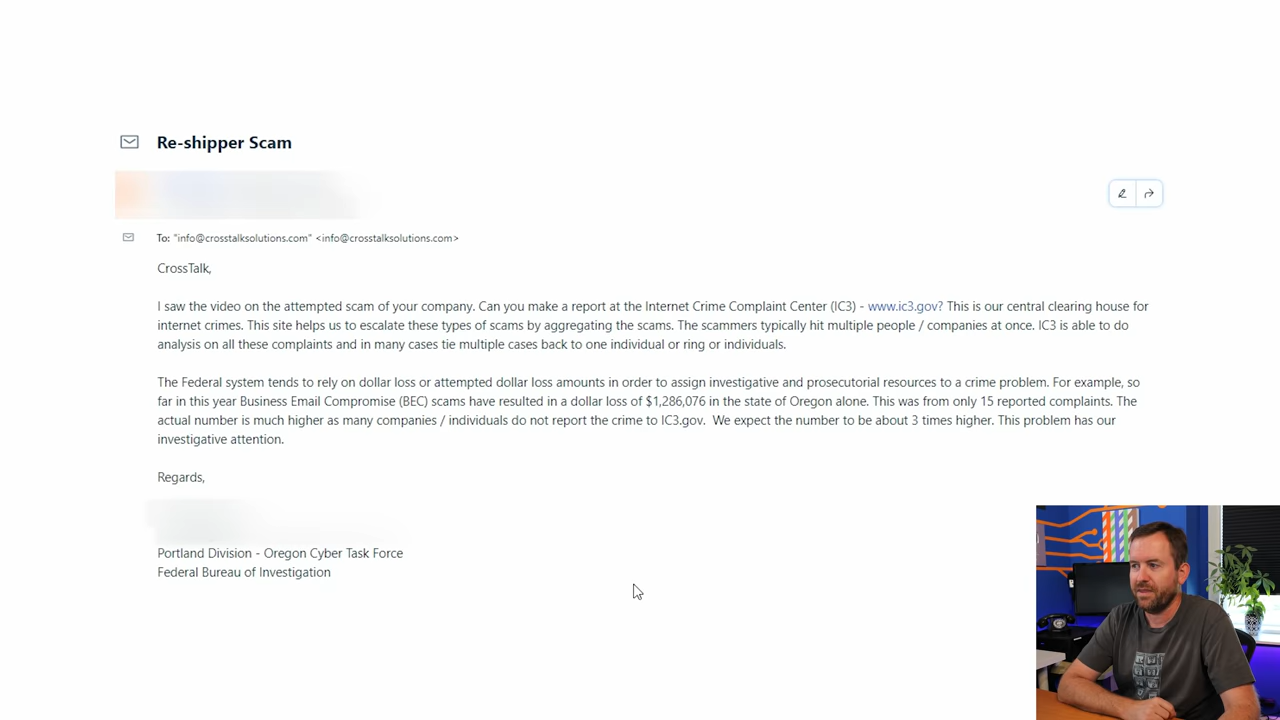 Re-shipper Scam
To: "info@crosstalksolutions.com" <info@crosstalksolutions.com>
CrossTalk,
I saw the video on the attempted scam of your company. Can you make a report at the Internet Crime Complaint Center (IC3) - www.ic3.gov? This is our central clearing house for
internet crimes. This site helps us to escalate these types of scams by aggregating the scams. The scammers typically hit multiple people / companies at once. IC3 is able to do
analysis on all these complaints and in many cases tie multiple cases back to one individual or ring or individuals.
The Federal system tends to rely on dollar loss or attempted dollar loss amounts in order to assign investigative and prosecutorial resources to a crime problem. For example, so
far in this year Business Email Compromise (BEC) scams have resulted in a dollar loss of $1,286,076 in the state of Oregon alone. This was from only 15 reported complaints. The
actual number is much higher as many companies / individuals do not report the crime to IC3.gov.  We expect the number to be about 3 times higher. This problem has our
investigative attention.
Regards,
Portland Division - Oregon Cyber Task Force
Federal Bureau of Investigation